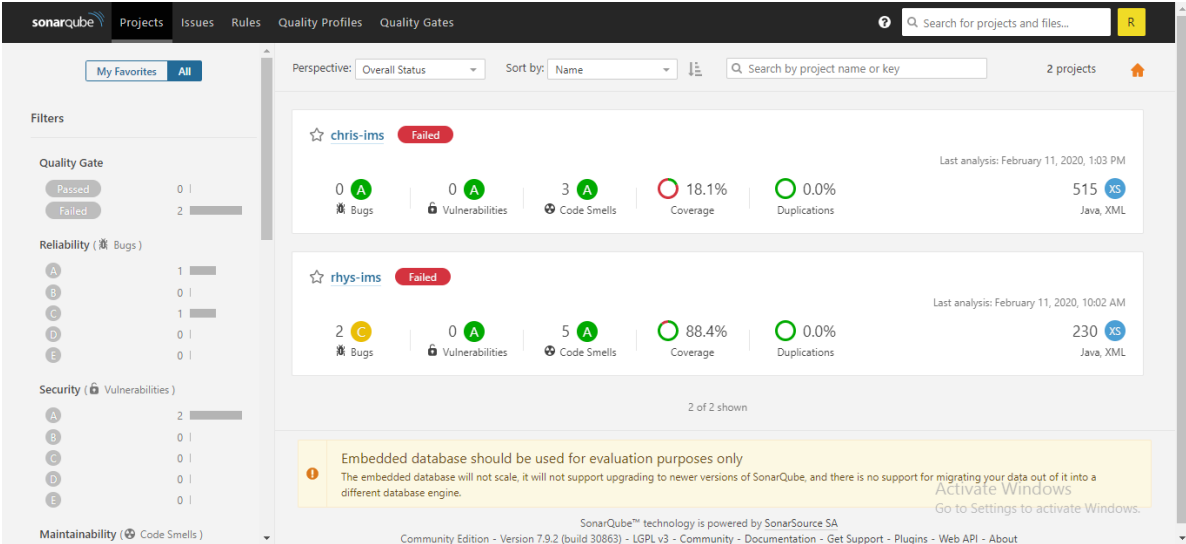 sonarqube Projects Issues Rules Quality Profiles Quality Gates ? Search for projects and files... R
My Favorites All
Perspective: Overall Status Sort by: Name Search by project name or key 2 projects
Filters
Quality Gate
Passed 0
Failed 2
Reliability ( Bugs )
A 1
B 0
C 1
D 0
E 0
Security ( Vulnerabilities )
A 2
B 0
C 0
D 0
E 0
Maintainability ( Code Smells )
chris-ims Failed
Last analysis: February 11, 2020, 1:03 PM
0 A 0 A 3 A 18.1% 0.0% 515 XS
Bugs Vulnerabilities Code Smells Coverage Duplications Java, XML
rhys-ims Failed
Last analysis: February 11, 2020, 10:02 AM
2 C 0 A 5 A 88.4% 0.0% 230 XS
Bugs Vulnerabilities Code Smells Coverage Duplications Java, XML
2 of 2 shown
Embedded database should be used for evaluation purposes only
The embedded database will not scale, it will not support upgrading to newer versions of SonarQube, and there is no support for migrating your data out of it into a
different database engine.
Activate Windows
Go to Settings to activate Windows.
SonarQube™ technology is powered by SonarSource SA
Community Edition - Version 7.9.2 (build 30863) - LGPL v3 - Community - Documentation - Get Support - Plugins - Web API - About